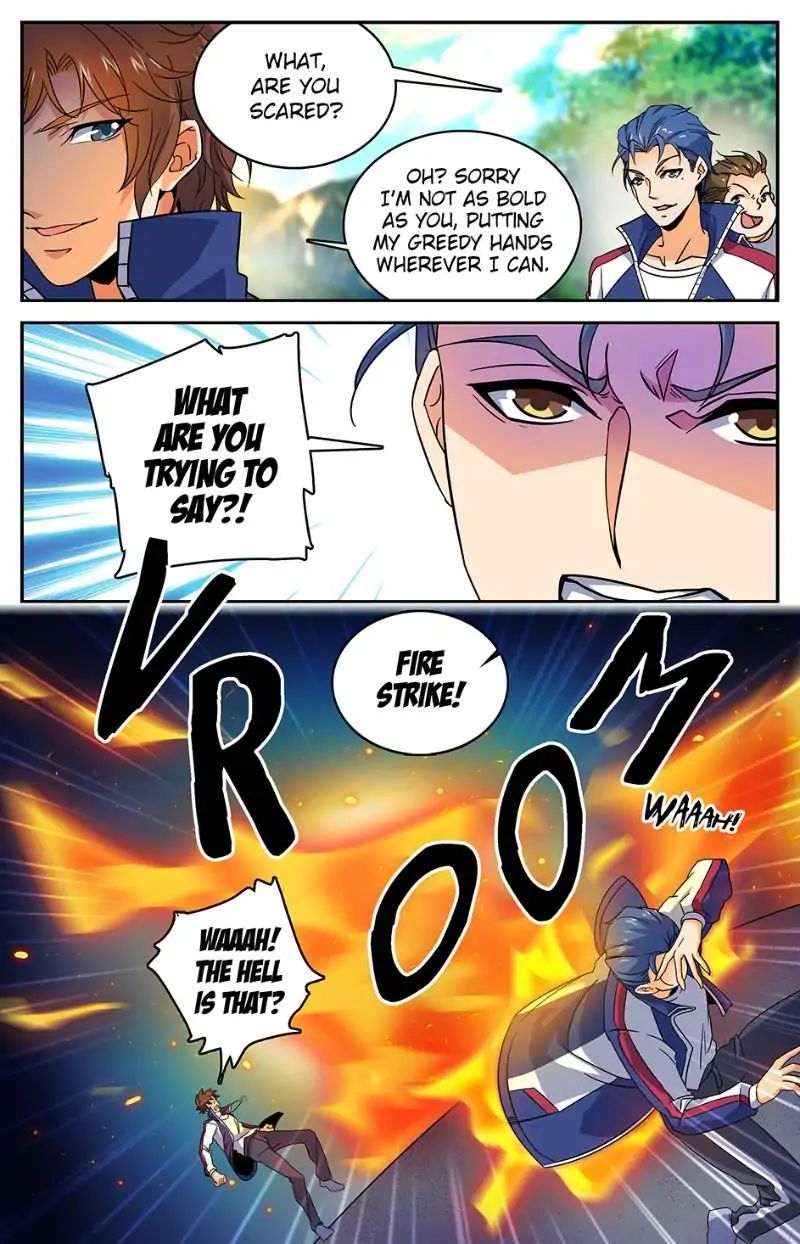 WHAT,
ARE YOU
SCARED?
OH? SORRY
I'M NOT AS BOLD
AS YOU, PUTTING
MY GREEDY HANDS
WHEREVER I CAN.
WHAT
ARE YOU
TRYING TO
SAY?!
VROOM
FIRE
STRIKE!
WAAAH!
WAAAH!
THE HELL
IS THAT?